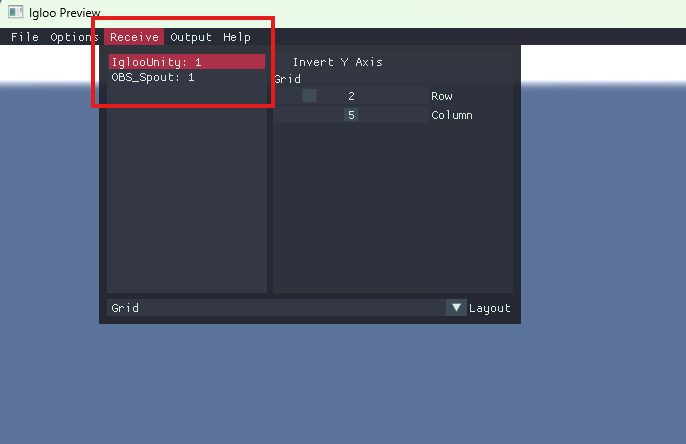 Igloo Preview
File Options Receive Output Help
IglooUnity: 1
OBS_Spout: 1
Invert Y Axis
Grid
2 Row
5 Column
Grid Layout